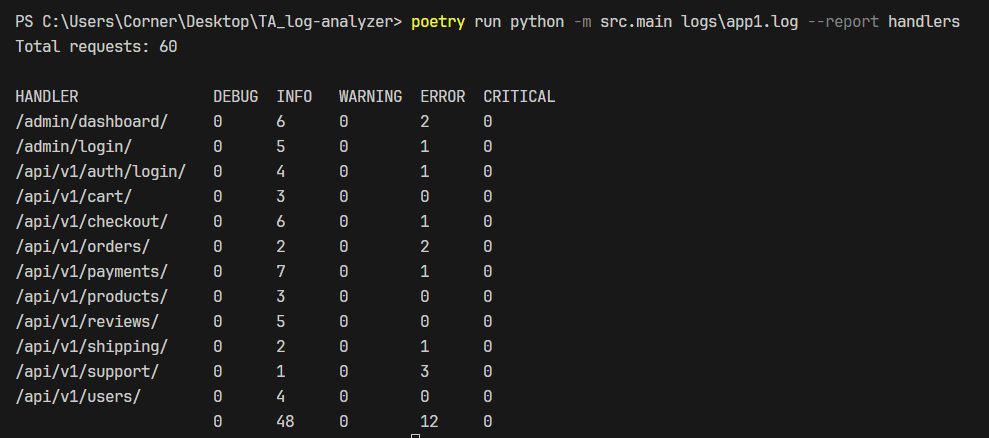 PS C:\Users\Corner\Desktop\TA_log-analyzer> poetry run python -m src.main logs\app1.log --report handlers
Total requests: 60
HANDLER DEBUG INFO WARNING ERROR CRITICAL
/admin/dashboard/ 0 6 0 2 0
/admin/login/ 0 5 0 1 0
/api/v1/auth/login/ 0 4 0 1 0
/api/v1/cart/ 0 3 0 0 0
/api/v1/checkout/ 0 6 0 1 0
/api/v1/orders/ 0 2 0 2 0
/api/v1/payments/ 0 7 0 1 0
/api/v1/products/ 0 3 0 0 0
/api/v1/reviews/ 0 5 0 0 0
/api/v1/shipping/ 0 2 0 1 0
/api/v1/support/ 0 1 0 3 0
/api/v1/users/ 0 4 0 0 0
0 48 0 12 0